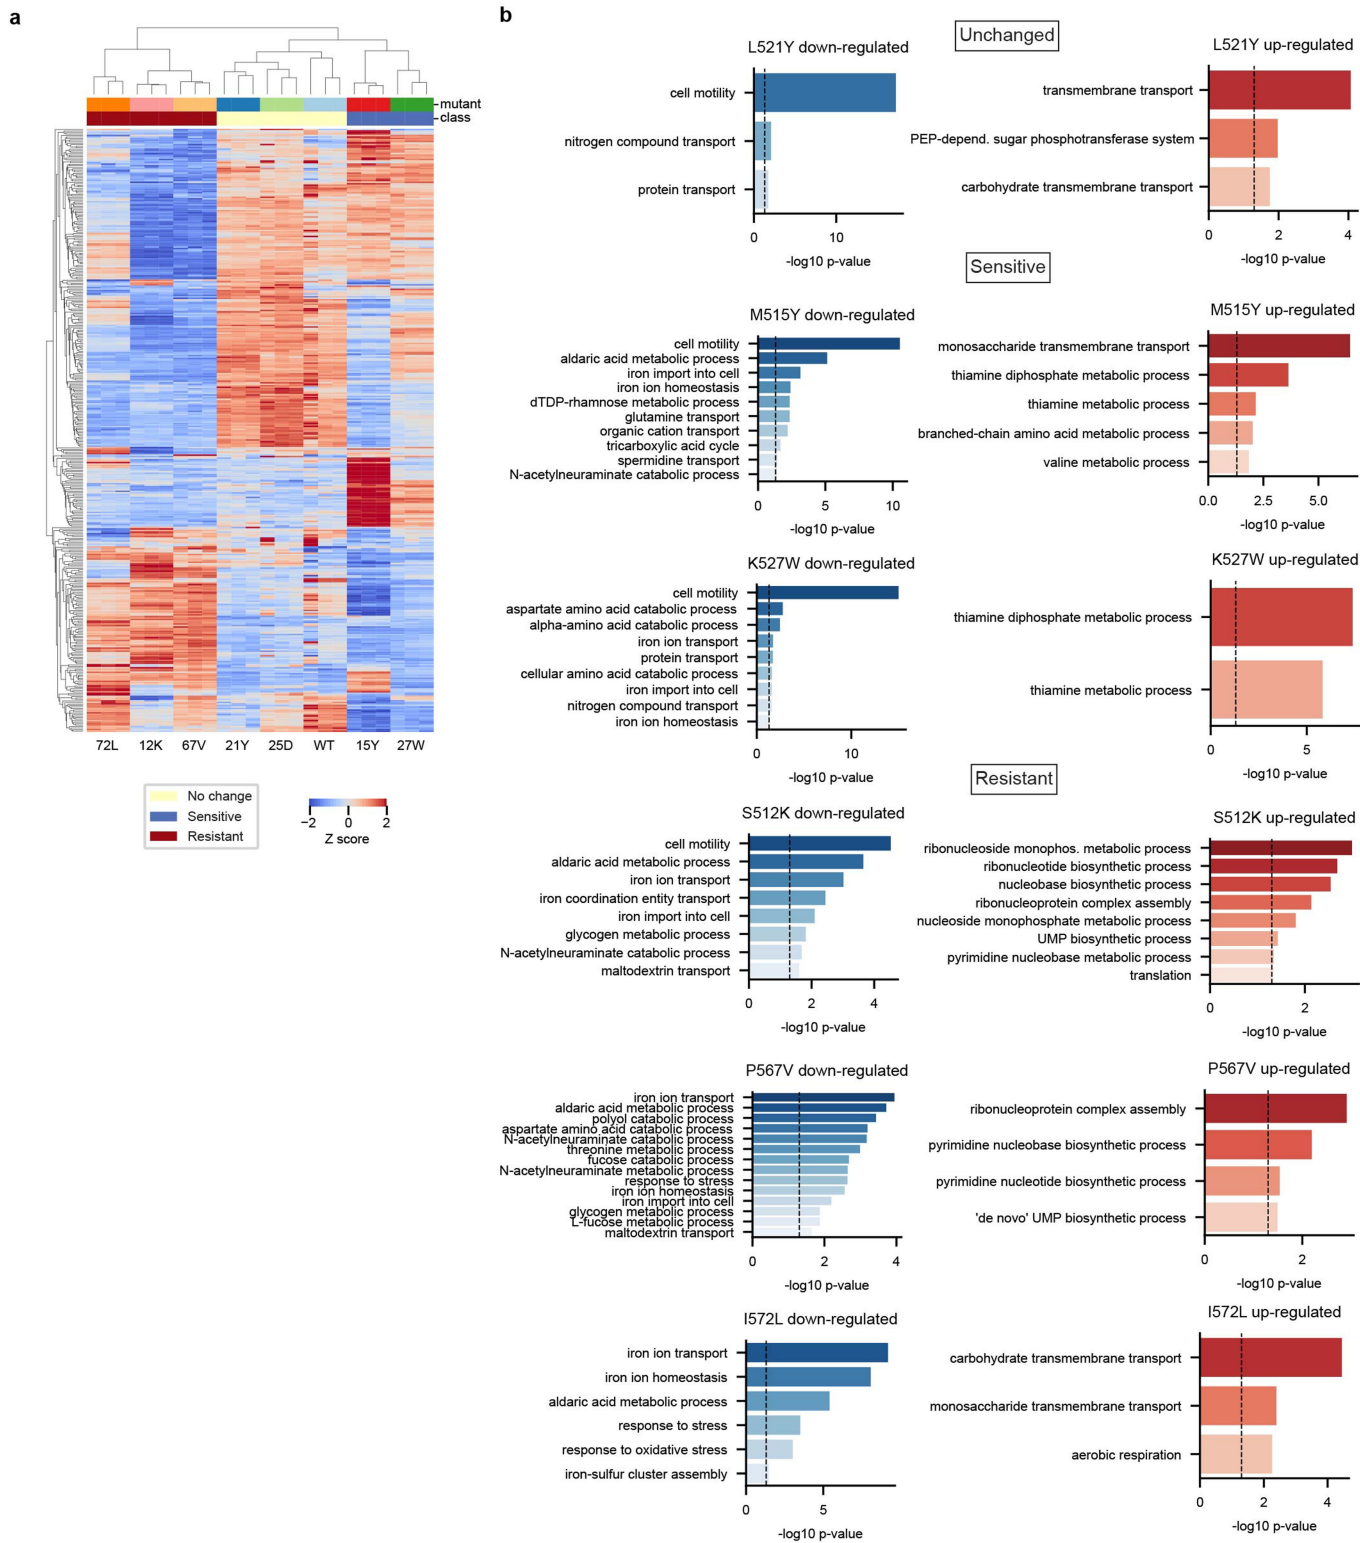 a
mutant
class
72L 12K 67V 21Y 25D WT 15Y 27W
No change
Sensitive
Resistant
−2 0 2
Z score
b
Unchanged
L521Y down-regulated
cell motility
nitrogen compound transport
protein transport
0 10
-log10 p-value
L521Y up-regulated
transmembrane transport
PEP-depend. sugar phosphotransferase system
carbohydrate transmembrane transport
0 2 4
-log10 p-value
Sensitive
M515Y down-regulated
cell motility
aldaric acid metabolic process
iron import into cell
iron ion homeostasis
dTDP-rhamnose metabolic process
glutamine transport
organic cation transport
tricarboxylic acid cycle
spermidine transport
N-acetylneuraminate catabolic process
0 5 10
-log10 p-value
M515Y up-regulated
monosaccharide transmembrane transport
thiamine diphosphate metabolic process
thiamine metabolic process
branched-chain amino acid metabolic process
valine metabolic process
0.0 2.5 5.0
-log10 p-value
K527W down-regulated
cell motility
aspartate amino acid catabolic process
alpha-amino acid catabolic process
iron ion transport
protein transport
cellular amino acid catabolic process
iron import into cell
nitrogen compound transport
iron ion homeostasis
0 10
-log10 p-value
K527W up-regulated
thiamine diphosphate metabolic process
thiamine metabolic process
0 5
-log10 p-value
Resistant
S512K down-regulated
cell motility
aldaric acid metabolic process
iron ion transport
iron coordination entity transport
iron import into cell
glycogen metabolic process
N-acetylneuraminate catabolic process
maltodextrin transport
0 2 4
-log10 p-value
S512K up-regulated
ribonucleoside monophos. metabolic process
ribonucleotide biosynthetic process
nucleobase biosynthetic process
ribonucleoprotein complex assembly
nucleoside monophosphate metabolic process
UMP biosynthetic process
pyrimidine nucleobase metabolic process
translation
0 2
-log10 p-value
P567V down-regulated
iron ion transport
aldaric acid metabolic process
polyol catabolic process
aspartate amino acid catabolic process
N-acetylneuraminate catabolic process
threonine metabolic process
fucose catabolic process
N-acetylneuraminate metabolic process
response to stress
iron ion homeostasis
iron import into cell
glycogen metabolic process
L-fucose metabolic process
maltodextrin transport
0 2 4
-log10 p-value
P567V up-regulated
ribonucleoprotein complex assembly
pyrimidine nucleobase biosynthetic process
pyrimidine nucleotide biosynthetic process
'de novo' UMP biosynthetic process
0 2
-log10 p-value
I572L down-regulated
iron ion transport
iron ion homeostasis
aldaric acid metabolic process
response to stress
response to oxidative stress
iron-sulfur cluster assembly
0 5
-log10 p-value
I572L up-regulated
carbohydrate transmembrane transport
monosaccharide transmembrane transport
aerobic respiration
0 2 4
-log10 p-value